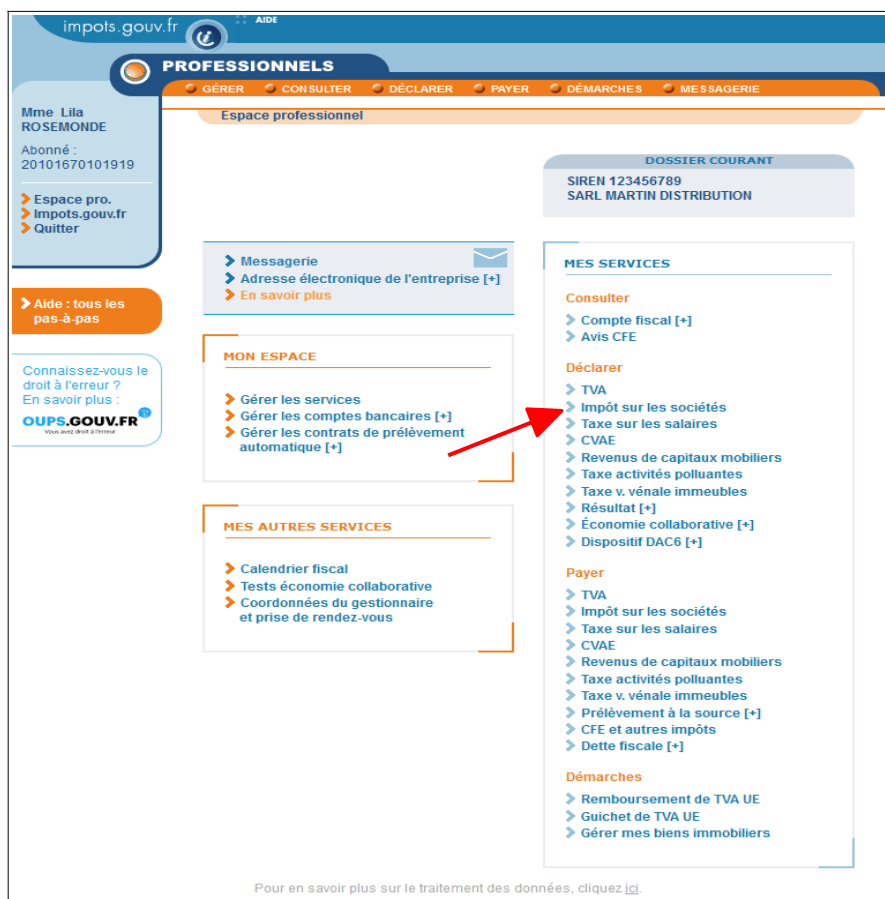 impots.gouv.fr
AIDE
PROFESSIONNELS
GÉRER CONSULTER DÉCLARER PAYER DÉMARCHES MESSAGERIE
Mme Lila
ROSEMONDE
Abonné :
20101670101919
Espace pro.
Impots.gouv.fr
Quitter
Aide : tous les
pas-à-pas
Connaissez-vous le
droit à l'erreur ?
En savoir plus :
OUPS.GOUV.FR
Vous avez droit à l'erreur
Espace professionnel
DOSSIER COURANT
SIREN 123456789
SARL MARTIN DISTRIBUTION
Messagerie
Adresse électronique de l'entreprise [+]
En savoir plus
MON ESPACE
Gérer les services
Gérer les comptes bancaires [+]
Gérer les contrats de prélèvement
automatique [+]
MES AUTRES SERVICES
Calendrier fiscal
Tests économie collaborative
Coordonnées du gestionnaire
et prise de rendez-vous
MES SERVICES
Consulter
Compte fiscal [+]
Avis CFE
Déclarer
TVA
Impôt sur les sociétés
Taxe sur les salaires
CVAE
Revenus de capitaux mobiliers
Taxe activités polluantes
Taxe v. vénale immeubles
Résultat [+]
Économie collaborative [+]
Dispositif DAC6 [+]
Payer
TVA
Impôt sur les sociétés
Taxe sur les salaires
CVAE
Revenus de capitaux mobiliers
Taxe activités polluantes
Taxe v. vénale immeubles
Prélèvement à la source [+]
CFE et autres impôts
Dette fiscale [+]
Démarches
Remboursement de TVA UE
Guichet de TVA UE
Gérer mes biens immobiliers
Pour en savoir plus sur le traitement des données, cliquez ici.